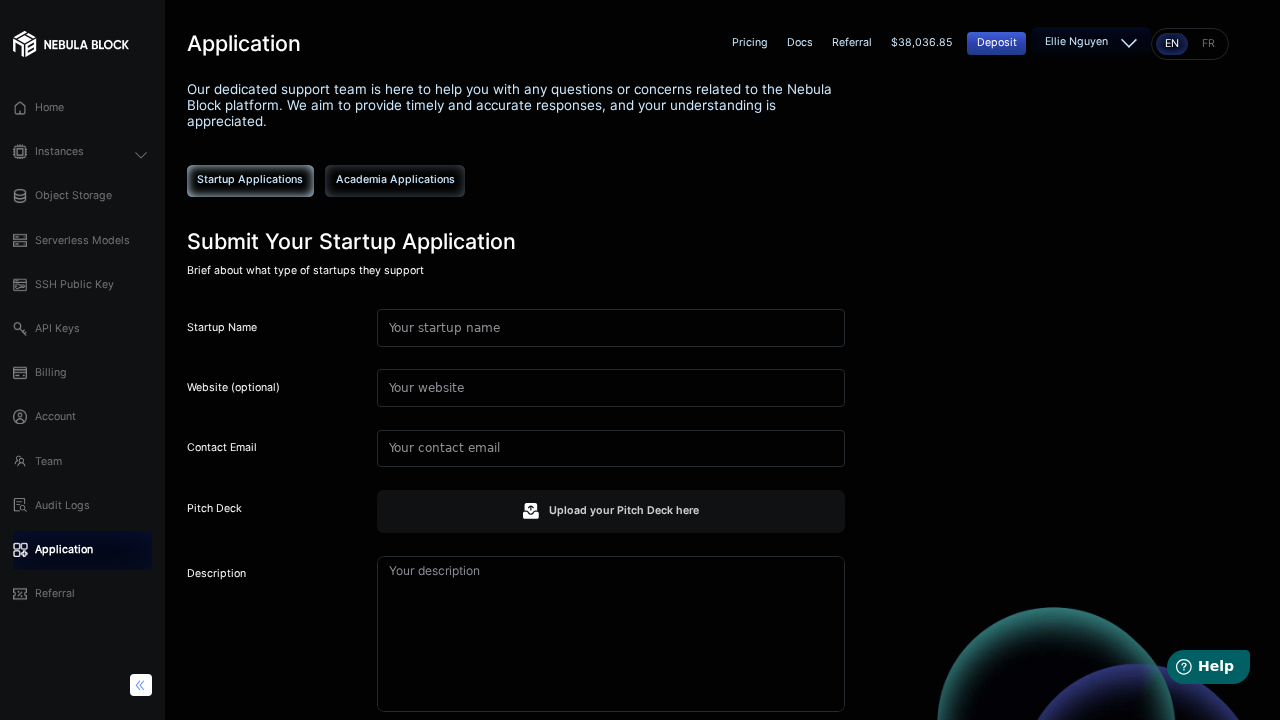 NEBULA BLOCK
Home
Instances
Object Storage
Serverless Models
SSH Public Key
API Keys
Billing
Account
Team
Audit Logs
Application
Referral
Application
Pricing
Docs
Referral
$38,036.85
Deposit
Ellie Nguyen
EN
FR
Our dedicated support team is here to help you with any questions or concerns related to the Nebula
Block platform. We aim to provide timely and accurate responses, and your understanding is
appreciated.
Startup Applications
Academia Applications
Submit Your Startup Application
Brief about what type of startups they support
Startup Name
Your startup name
Website (optional)
Your website
Contact Email
Your contact email
Pitch Deck
Upload your Pitch Deck here
Description
Your description
Help